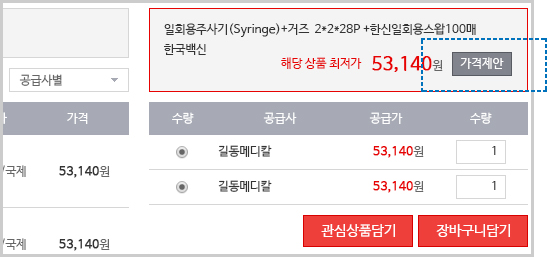 일회용주사기(Syringe)+거즈 2*2*28P +한신일회용스왑100매
한국백신
해당 상품 최저가 53,140원 가격제안
공급사별
가격
/국제 53,140원
/국제 53,140원
수량 공급사 공급가 수량
길동메디칼 53,140원 1
길동메디칼 53,140원 1
관심상품담기 장바구니담기